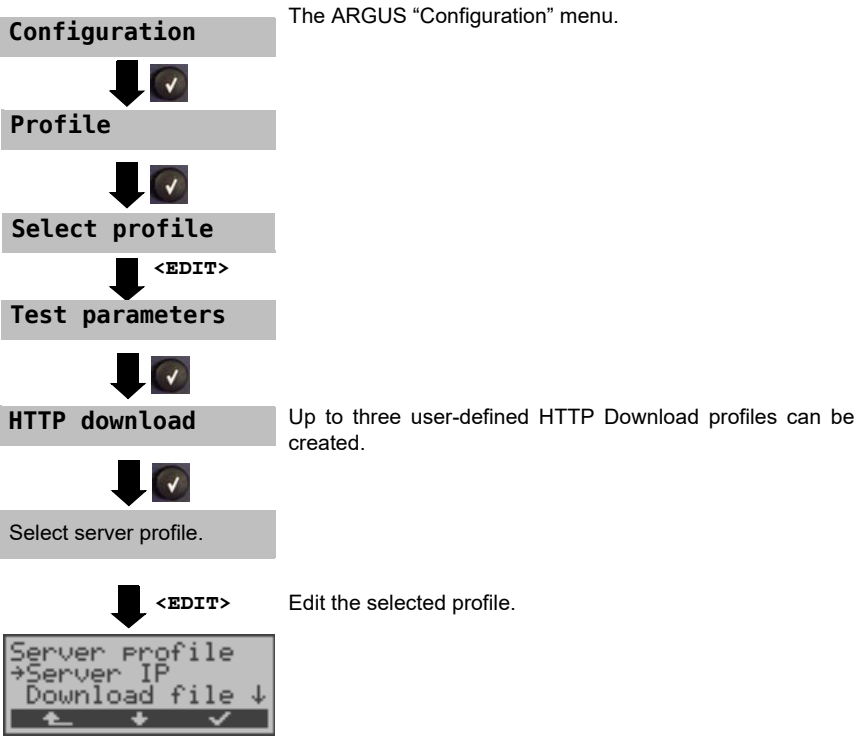 The ARGUS “Configuration” menu.
Configuration
Profile
Select profile
<EDIT>
Test parameters
HTTP download
Up to three user-defined HTTP Download profiles can be
created.
Select server profile.
<EDIT>
Edit the selected profile.
Server profile
→Server IP
Download file ↓